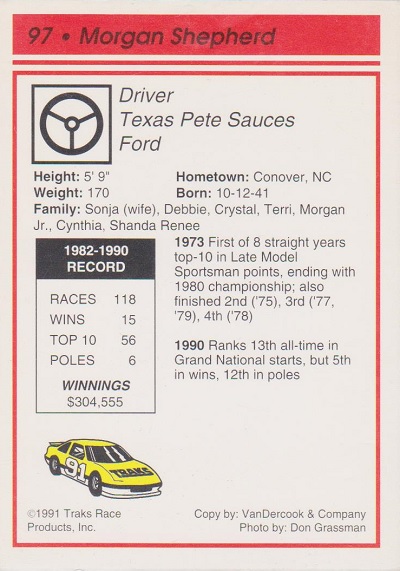 97 • Morgan Shepherd
Driver
Texas Pete Sauces
Ford
Height: 5' 9"
Hometown: Conover, NC
Weight: 170
Born: 10-12-41
Family: Sonja (wife), Debbie, Crystal, Terri, Morgan
Jr., Cynthia, Shanda Renee
1982-1990
RECORD
RACES 118
WINS 15
TOP 10 56
POLES 6
WINNINGS
$304,555
1973 First of 8 straight years
top-10 in Late Model
Sportsman points, ending with
1980 championship; also
finished 2nd ('75), 3rd ('77,
'79), 4th ('78)
1990 Ranks 13th all-time in
Grand National starts, but 5th
in wins, 12th in poles
TRAKS
91
©1991 Traks Race
Products, Inc.
Copy by: VanDercook & Company
Photo by: Don Grassman